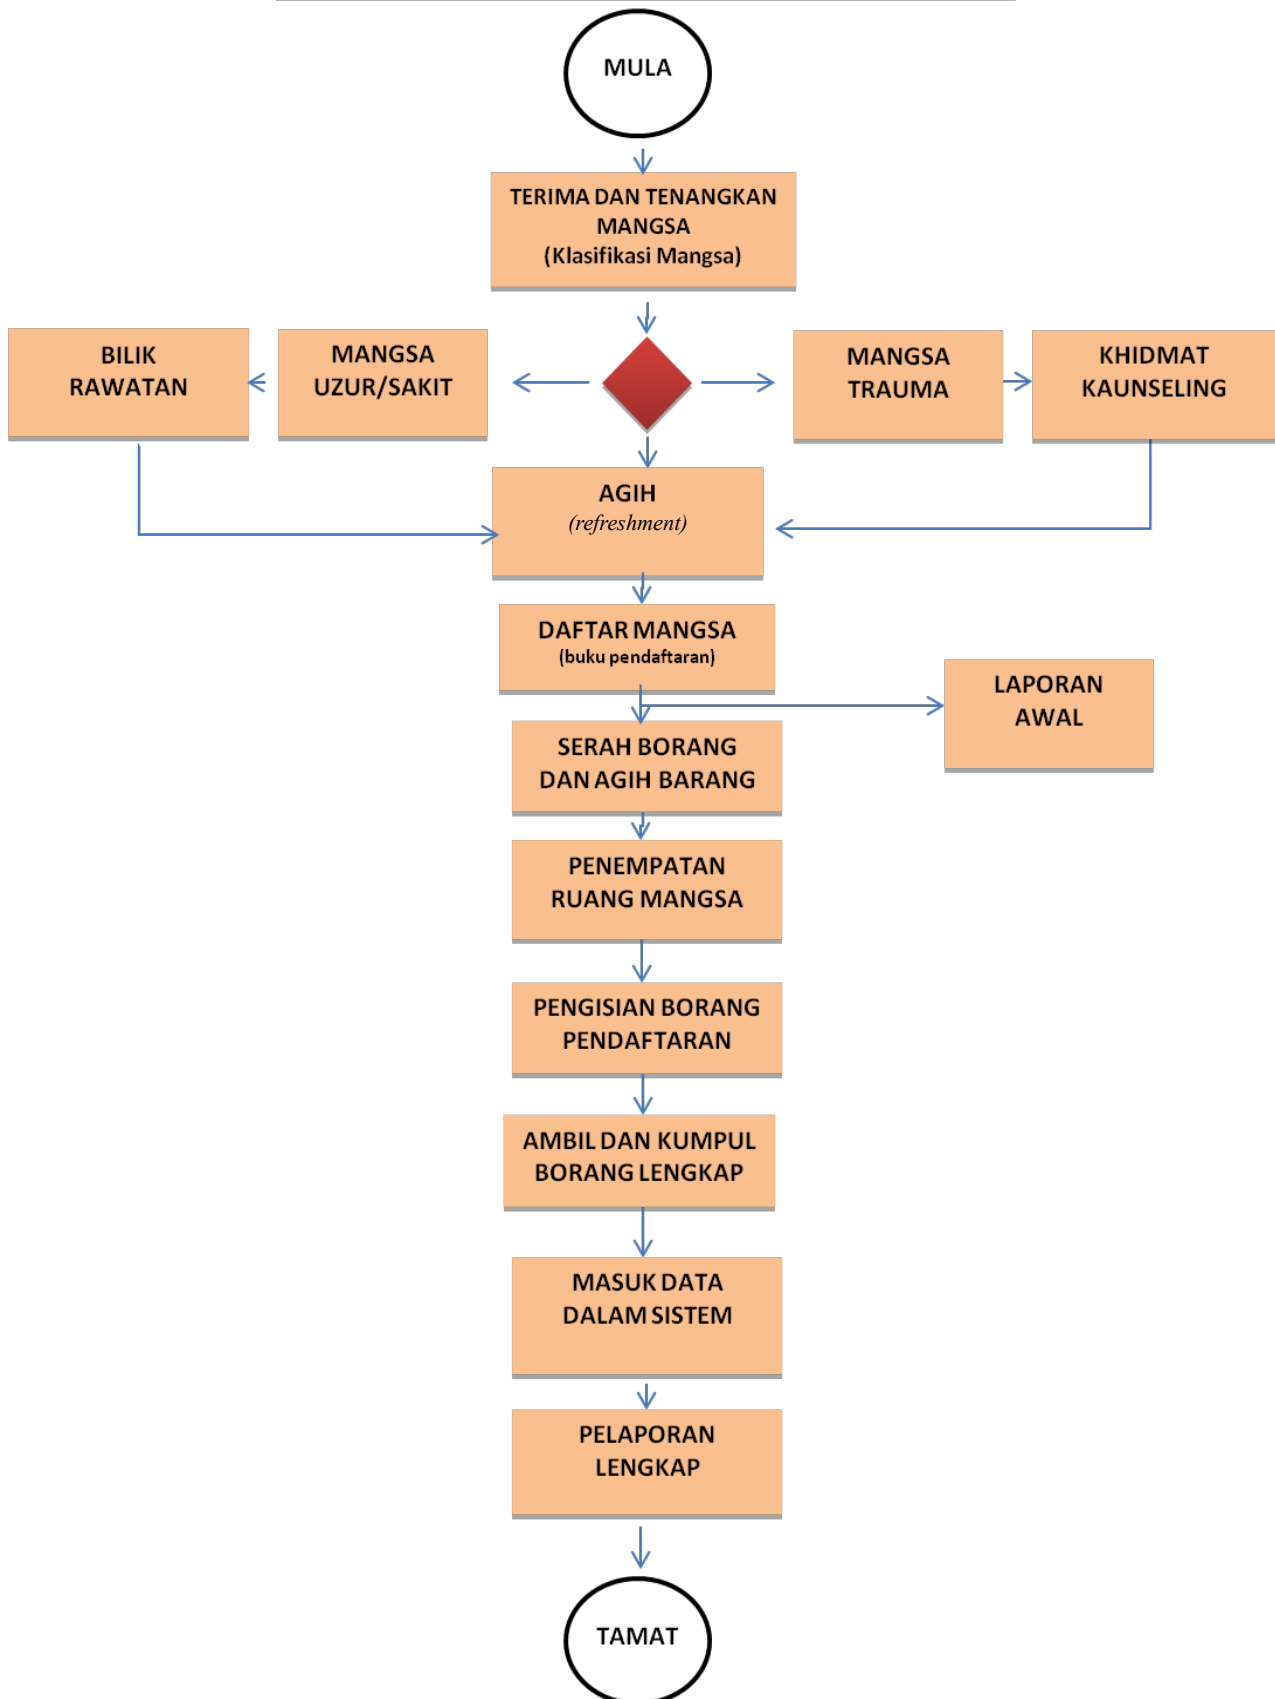 MULA
TERIMA DAN TENANGKAN
MANGSA
(Klasifikasi Mangsa)
BILIK
RAWATAN
MANGSA
UZUR/SAKIT
MANGSA
TRAUMA
KHIDMAT
KAUNSELING
AGIH
(refreshment)
DAFTAR MANGSA
(buku pendaftaran)
LAPORAN
AWAL
SERAH BORANG
DAN AGIH BARANG
PENEMPATAN
RUANG MANGSA
PENGISIAN BORANG
PENDAFTARAN
AMBIL DAN KUMPUL
BORANG LENGKAP
MASUK DATA
DALAM SISTEM
PELAPORAN
LENGKAP
TAMAT